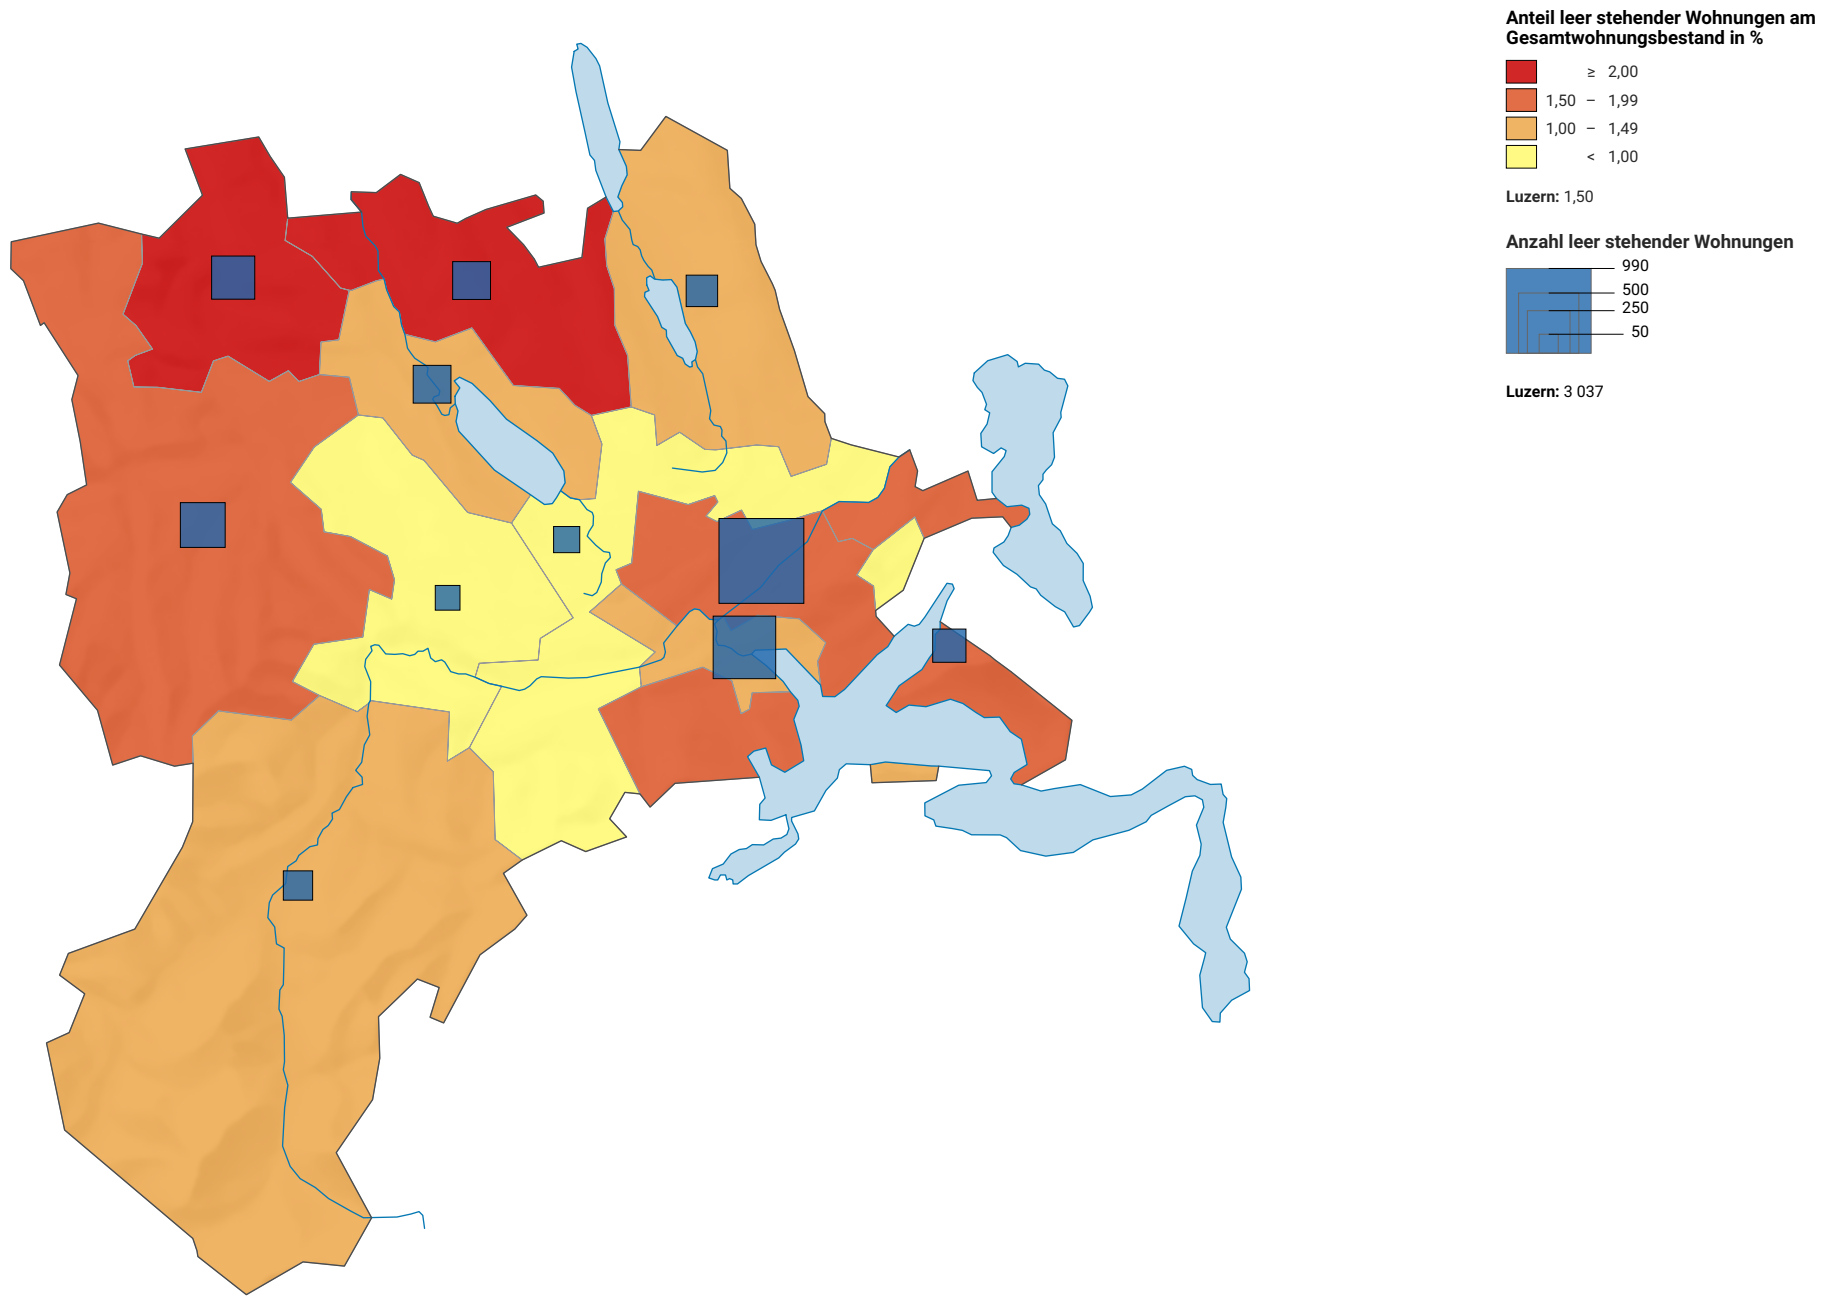 Anteil leer stehender Wohnungen am
Gesamtwohnungsbestand in %
≥ 2,00
1,50 – 1,99
1,00 – 1,49
< 1,00
Luzern: 1,50
Anzahl leer stehender Wohnungen
990
500
250
50
Luzern: 3 037